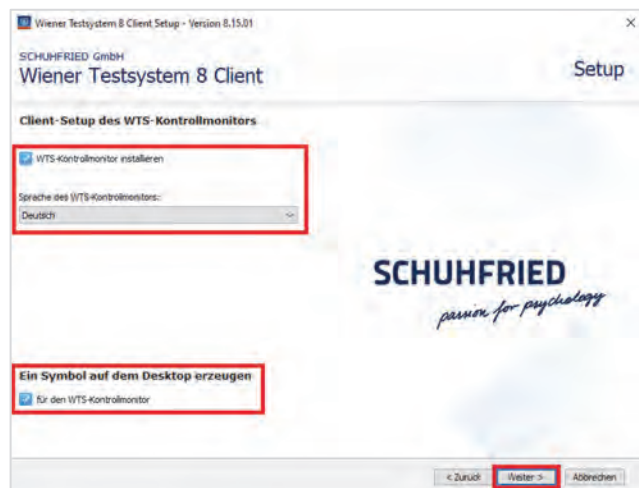 Wiener Testsystem 8 Client Setup - Version 8.15.01
SCHUHFRIED GmbH
Wiener Testsystem 8 Client
Setup
Client-Setup des WTS-Kontrollmonitors
WTS-Kontrollmonitor installieren
Sprache des WTS-Kontrollmonitors:
Deutsch
SCHUHFRIED
passion for psychology
Ein Symbol auf dem Desktop erzeugen
für den WTS-Kontrollmonitor
< Zurück
Weiter >
Abbrechen